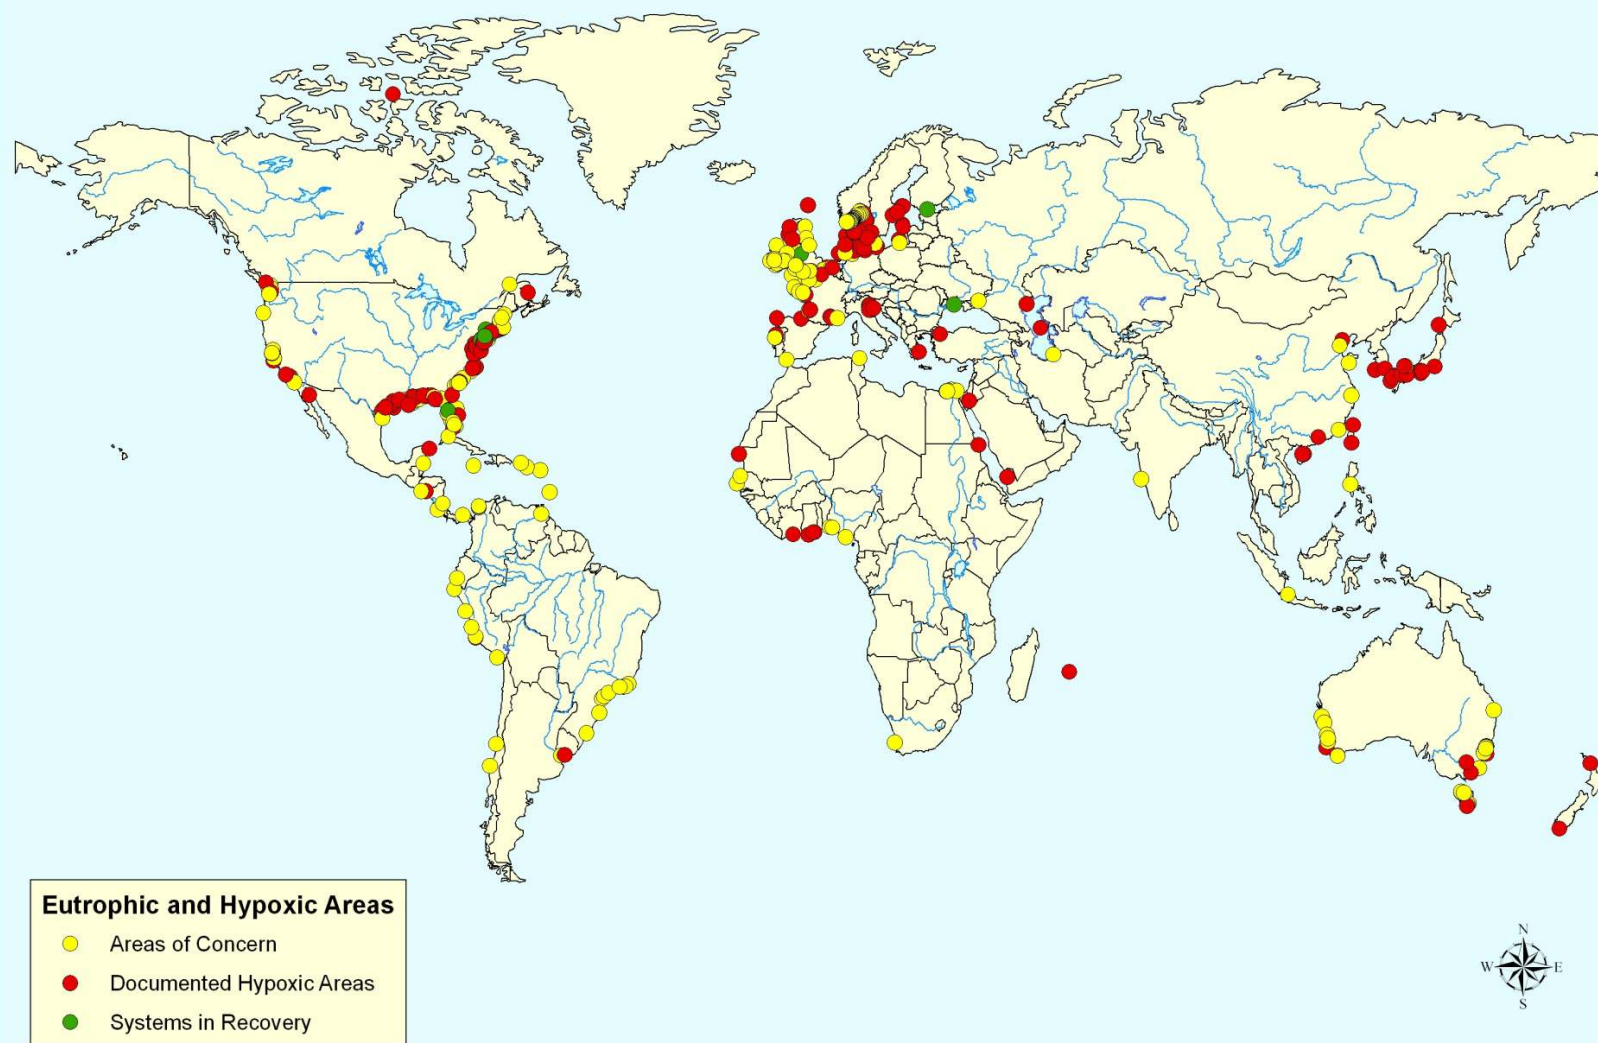 Eutrophic and Hypoxic Areas
Areas of Concern
Documented Hypoxic Areas
Systems in Recovery
N
W E
S